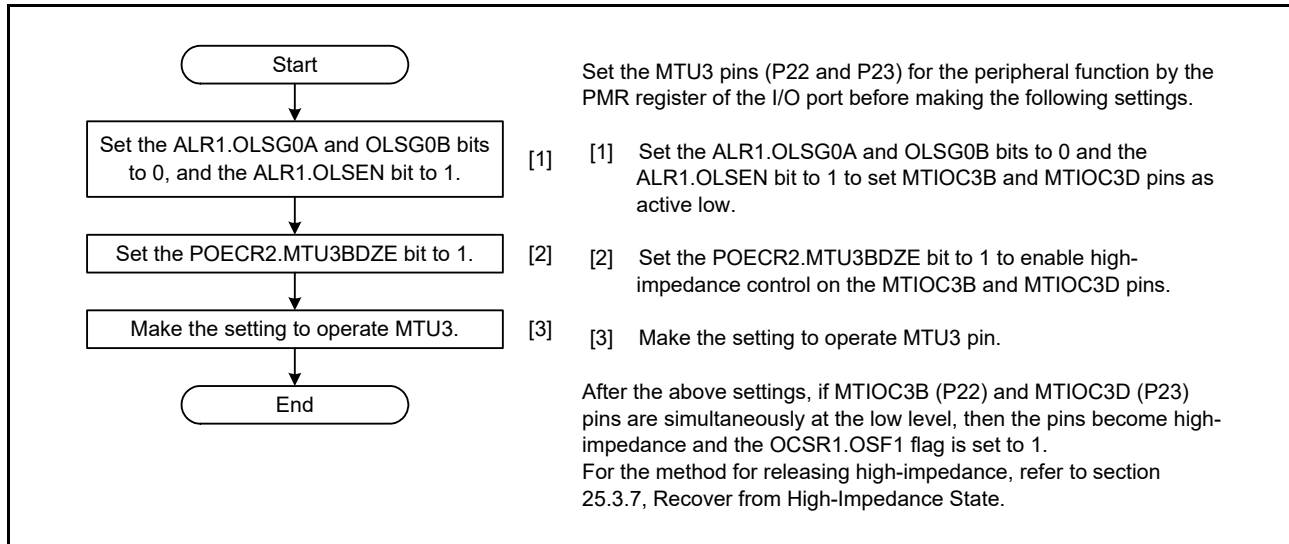 Start
Set the ALR1.OLSG0A and OLSG0B bits
to 0, and the ALR1.OLSEN bit to 1.
[1]
Set the POECR2.MTU3BDZE bit to 1.
[2]
Make the setting to operate MTU3.
[3]
End
Set the MTU3 pins (P22 and P23) for the peripheral function by the
PMR register of the I/O port before making the following settings.
[1] Set the ALR1.OLSG0A and OLSG0B bits to 0 and the
ALR1.OLSEN bit to 1 to set MTIOC3B and MTIOC3D pins as
active low.
[2] Set the POECR2.MTU3BDZE bit to 1 to enable high-
impedance control on the MTIOC3B and MTIOC3D pins.
[3] Make the setting to operate MTU3 pin.
After the above settings, if MTIOC3B (P22) and MTIOC3D (P23)
pins are simultaneously at the low level, then the pins become high-
impedance and the OCSR1.OSF1 flag is set to 1.
For the method for releasing high-impedance, refer to section
25.3.7, Recover from High-Impedance State.